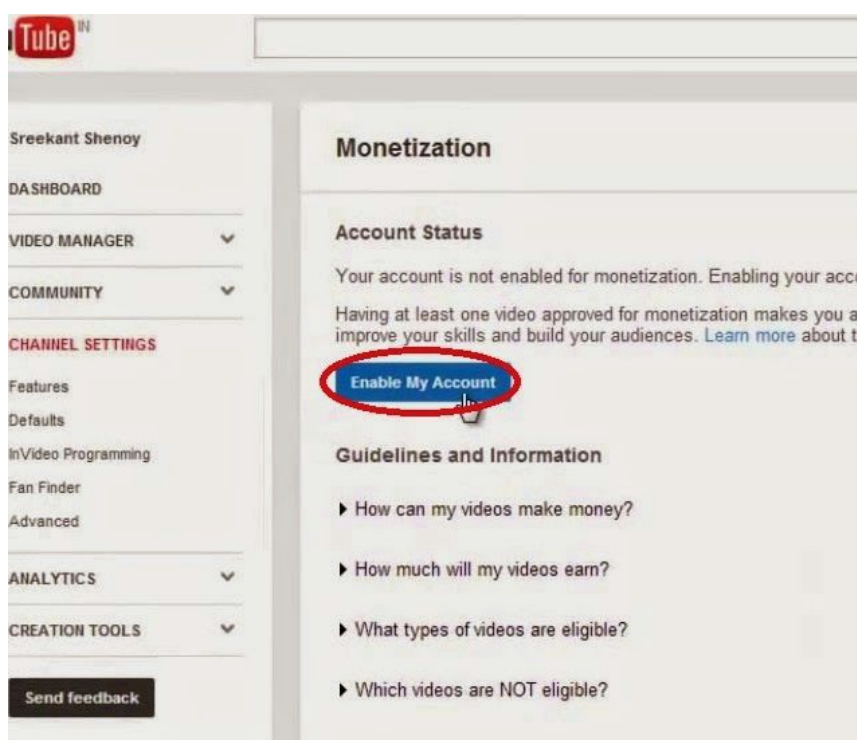 Tube IN
Sreekant Shenoy
DASHBOARD
VIDEO MANAGER
COMMUNITY
CHANNEL SETTINGS
Features
Defaults
InVideo Programming
Fan Finder
Advanced
ANALYTICS
CREATION TOOLS
Send feedback
Monetization
Account Status
Your account is not enabled for monetization. Enabling your acc
Having at least one video approved for monetization makes you a
improve your skills and build your audiences. Learn more about t
Enable My Account
Guidelines and Information
How can my videos make money?
How much will my videos earn?
What types of videos are eligible?
Which videos are NOT eligible?